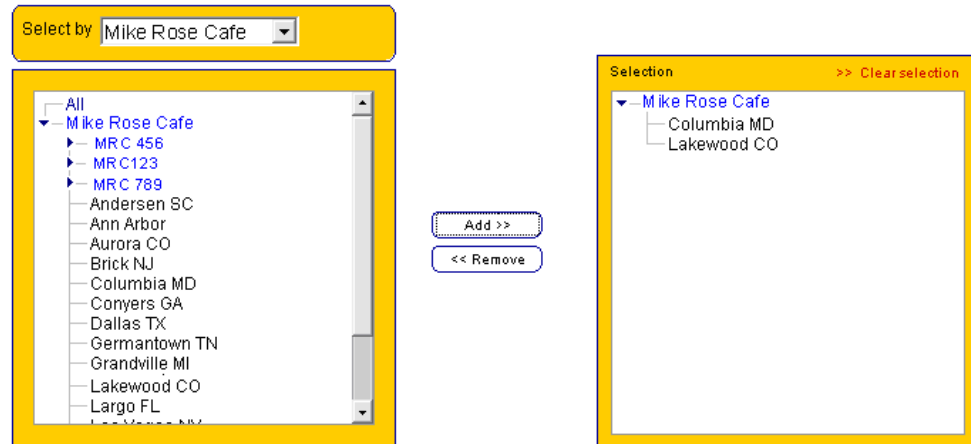 Select by Mike Rose Cafe
All
Mike Rose Cafe
MRC 456
MRC123
MRC 789
Andersen SC
Ann Arbor
Aurora CO
Brick NJ
Columbia MD
Conyers GA
Dallas TX
Germantown TN
Grandville MI
Lakewood CO
Largo FL
Add >>
<< Remove
Selection >> Clear selection
Mike Rose Cafe
Columbia MD
Lakewood CO